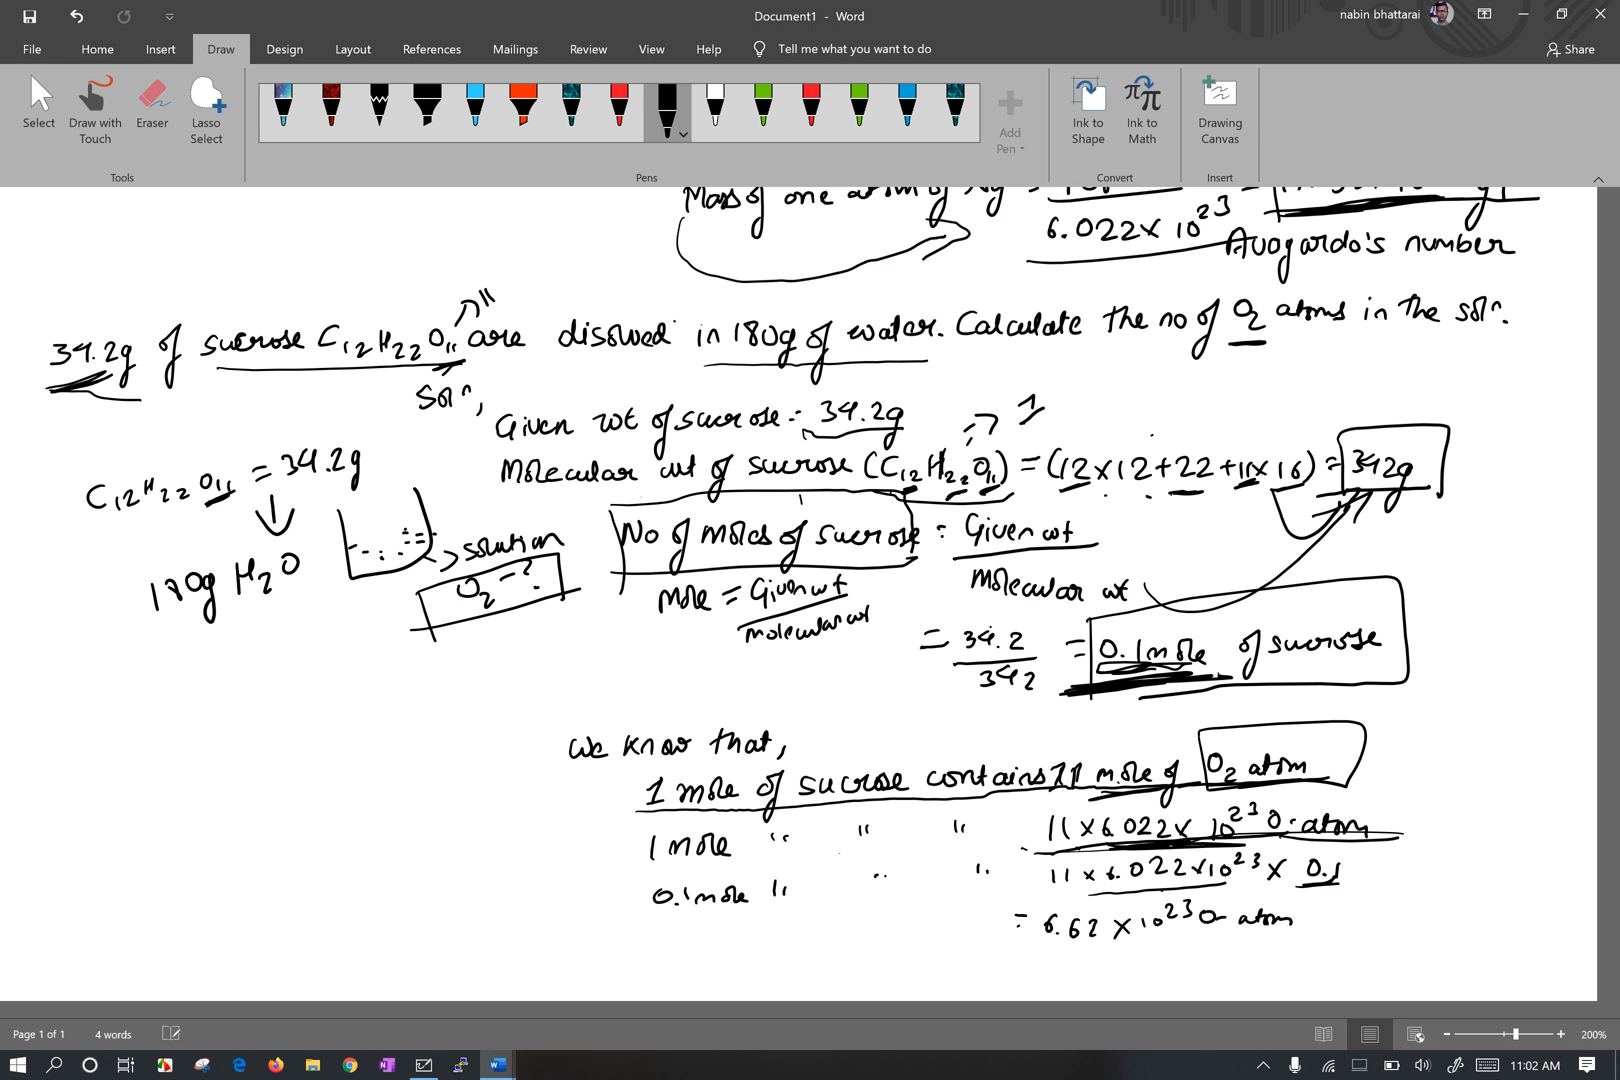 Document1 - Word
nabin bhattarai
File Home Insert Draw Design Layout References Mailings Review View Help Tell me what you want to do Share
Select Draw with Touch Eraser Lasso Select Add Pen Ink to Shape Ink to Math Drawing Canvas
Tools Pens Convert Insert
Mass of one atom of =
6.022 × 10²³
Avogardo's number
34.2g of sucrose C₁₂H₂₂O₁₁ are disolved in 180g of water. Calculate the no of O₂ atoms in the solⁿ.
11
Solⁿ,
Given wt of sucrose = 34.2g
1
Molecular wt of sucrose (C₁₂H₂₂O₁₁) = (12×12+22+11×16) = 342g
C₁₂H₂₂O₁₁ = 34.2g
180g H₂O
solution
O₂ = ?
No of moles of sucrose = Given wt / Molecular wt
mole = Given wt / molecular wt
= 34.2 / 342 = 0.1 mole of sucrose
We know that,
1 mole of sucrose contains 11 mole of O₂ atom
1 mole " " " 11 × 6.022 × 10²³ O-atom
0.1 mole " " " 11 × 6.022 × 10²³ × 0.1
= 6.62 × 10²³ O-atom
Page 1 of 1 4 words 200%
11:02 AM